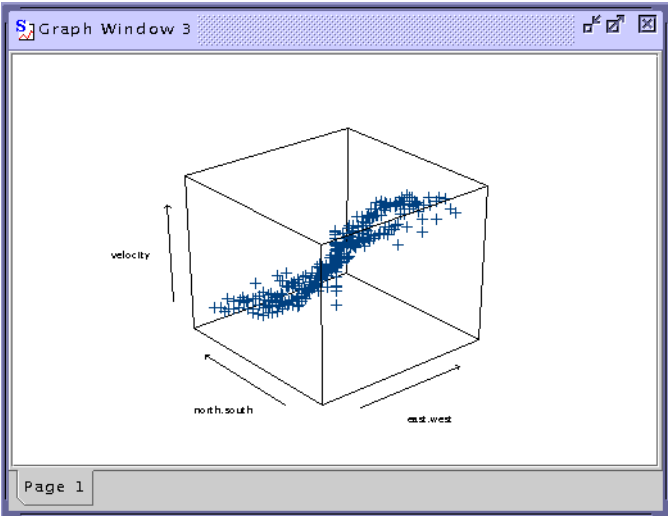 S
Graph Window 3
velocity
north.south
east.west
Page 1